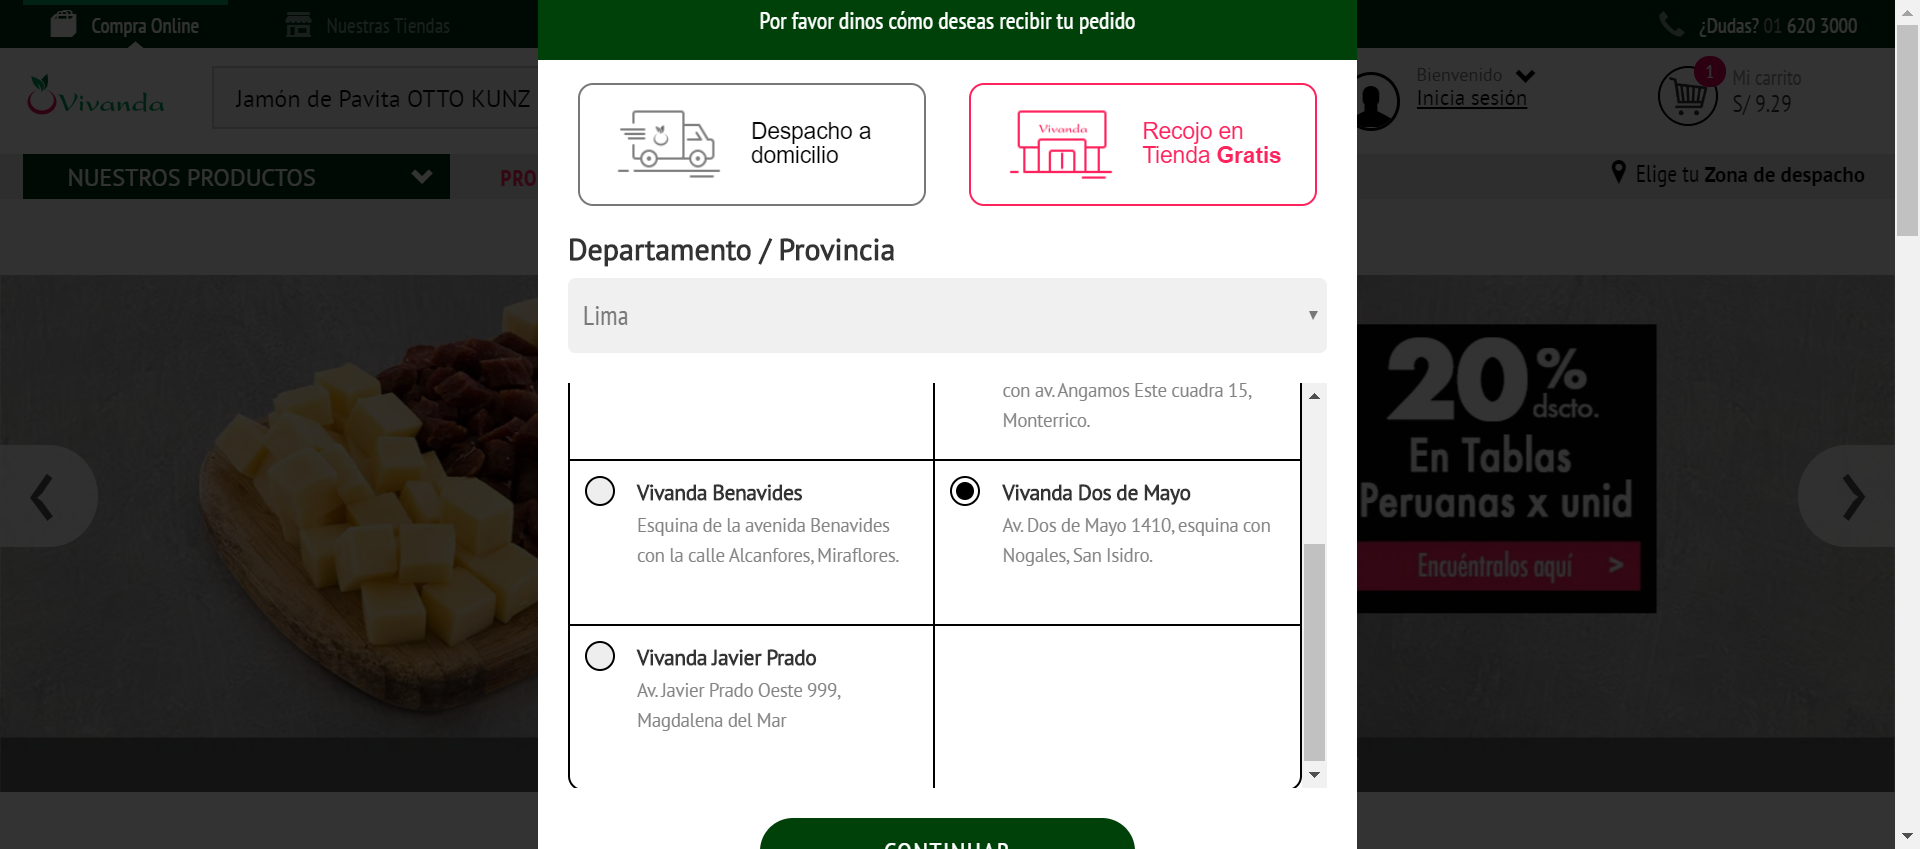 Por favor dinos cómo deseas recibir tu pedido
Compra Online
Nuestras Tiendas
¿Dudas? 01 620 3000
Vivanda
Jamón de Pavita OTTO KUNZ
Bienvenido
Inicia sesión
1
Mi carrito
S/ 9.29
NUESTROS PRODUCTOS
PRO
Elige tu Zona de despacho
Despacho a
domicilio
Vivanda
Recojo en
Tienda Gratis
Departamento / Provincia
Lima
con av. Angamos Este cuadra 15,
Monterrico.
Vivanda Benavides
Esquina de la avenida Benavides
con la calle Alcanfores, Miraflores.
Vivanda Dos de Mayo
Av. Dos de Mayo 1410, esquina con
Nogales, San Isidro.
Vivanda Javier Prado
Av. Javier Prado Oeste 999,
Magdalena del Mar
20% dscto.
En Tablas
Peruanas x unid
Encuéntralos aquí >
CONTINUAR